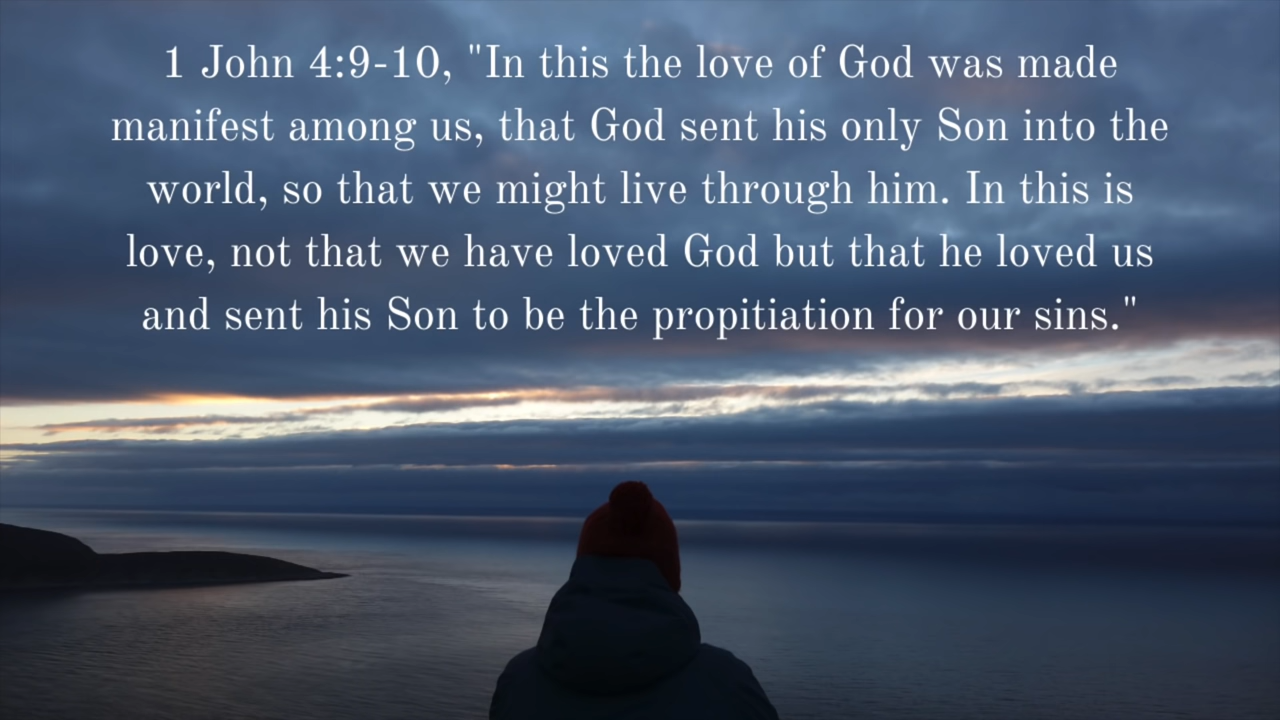 1 John 4:9-10, "In this the love of God was made
manifest among us, that God sent his only Son into the
world, so that we might live through him. In this is
love, not that we have loved God but that he loved us
and sent his Son to be the propitiation for our sins."